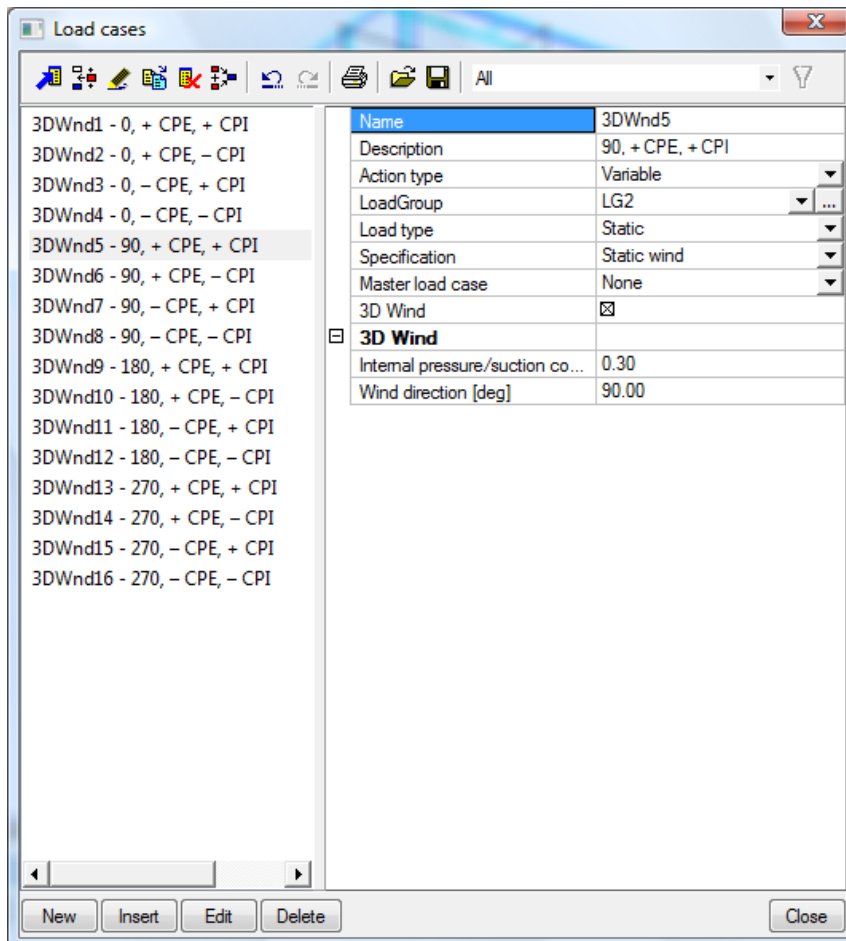 Load cases
All
3DWnd1 - 0, + CPE, + CPI
3DWnd2 - 0, + CPE, – CPI
3DWnd3 - 0, – CPE, + CPI
3DWnd4 - 0, – CPE, – CPI
3DWnd5 - 90, + CPE, + CPI
3DWnd6 - 90, + CPE, – CPI
3DWnd7 - 90, – CPE, + CPI
3DWnd8 - 90, – CPE, – CPI
3DWnd9 - 180, + CPE, + CPI
3DWnd10 - 180, + CPE, – CPI
3DWnd11 - 180, – CPE, + CPI
3DWnd12 - 180, – CPE, – CPI
3DWnd13 - 270, + CPE, + CPI
3DWnd14 - 270, + CPE, – CPI
3DWnd15 - 270, – CPE, + CPI
3DWnd16 - 270, – CPE, – CPI
Name 3DWnd5
Description 90, + CPE, + CPI
Action type Variable
LoadGroup LG2 ...
Load type Static
Specification Static wind
Master load case None
3D Wind
3D Wind
Internal pressure/suction co... 0.30
Wind direction [deg] 90.00
New Insert Edit Delete Close